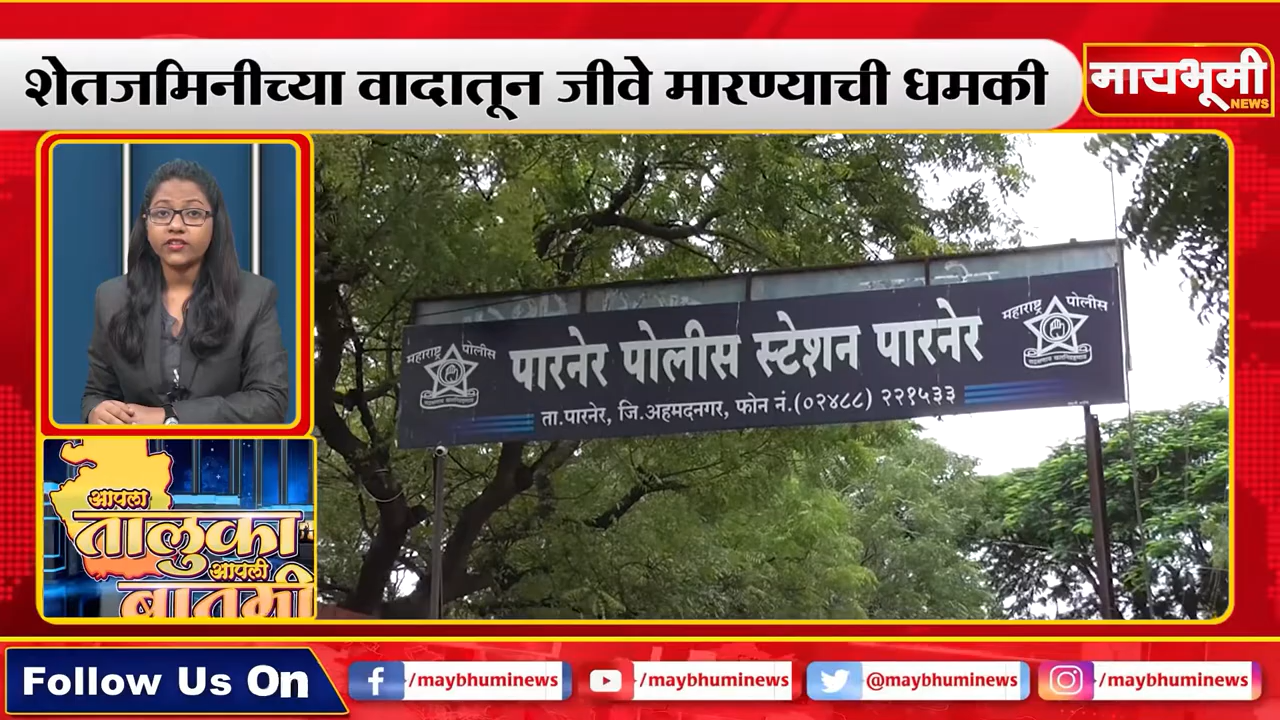 शेतजमिनीच्या वादातून जीवे मारण्याची धमकी
मायभूमी
NEWS
महाराष्ट्र पोलीस
पारनेर पोलीस स्टेशन पारनेर
महाराष्ट्र पोलीस
ता.पारनेर, जि.अहमदनगर, फोन नं.(०२४८८) २२१५३३
आपला
तालुका
आपली
बातमी
Follow Us On
/maybhuminews
/maybhuminews
@maybhuminews
/maybhuminews